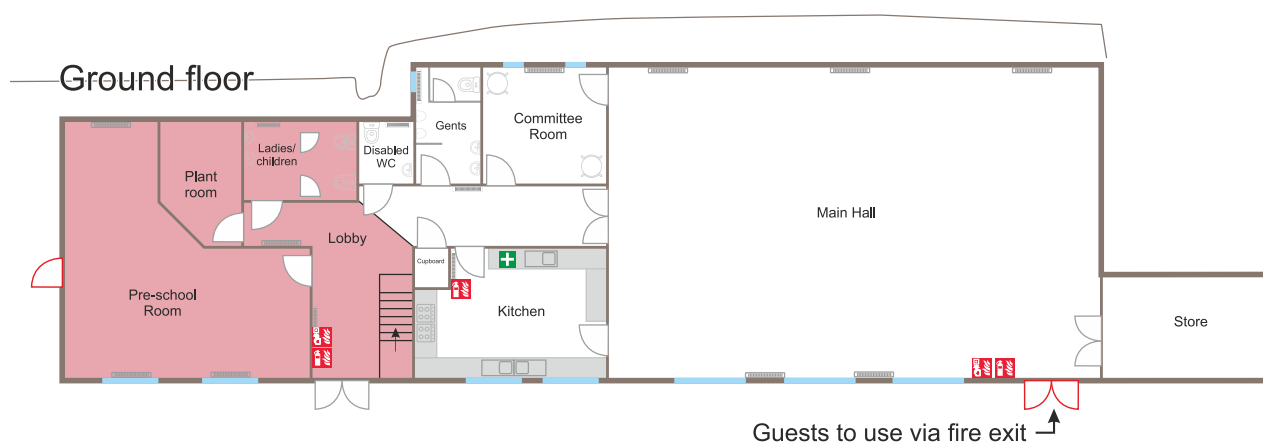 Ground floor
Ladies/
children
Disabled
WC
Gents
Committee
Room
Plant
room
Lobby
Main Hall
Cupboard
Pre-school
Room
Kitchen
Store
Guests to use via fire exit